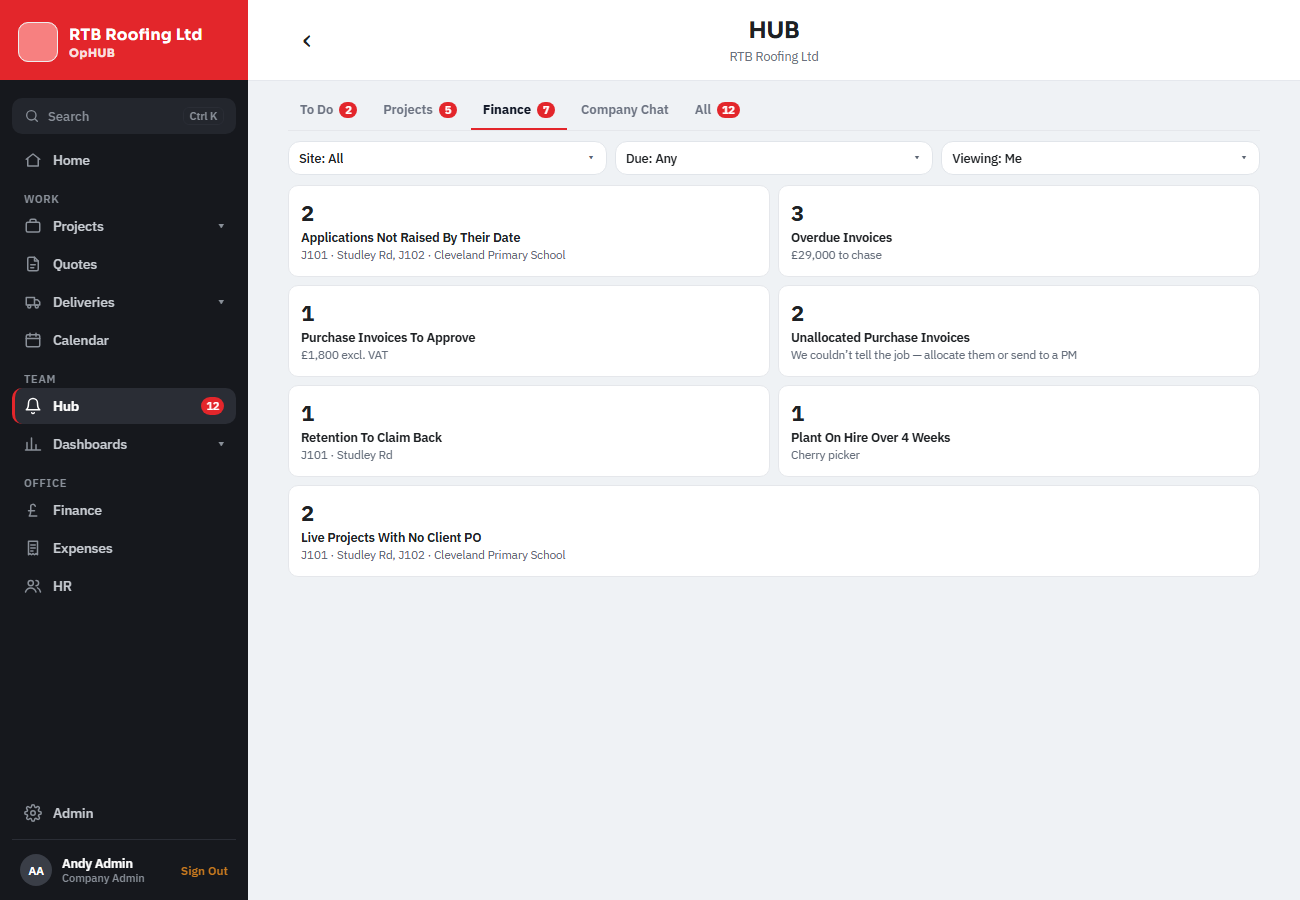 RTB Roofing Ltd
OpHUB
Search
Ctrl K
Home
WORK
Projects
Quotes
Deliveries
Calendar
TEAM
Hub
12
Dashboards
OFFICE
Finance
Expenses
HR
Admin
AA
Andy Admin
Company Admin
Sign Out
HUB
RTB Roofing Ltd
To Do 2
Projects 5
Finance 7
Company Chat
All 12
Site: All
Due: Any
Viewing: Me
2
Applications Not Raised By Their Date
J101 · Studley Rd, J102 · Cleveland Primary School
3
Overdue Invoices
£29,000 to chase
1
Purchase Invoices To Approve
£1,800 excl. VAT
2
Unallocated Purchase Invoices
We couldn’t tell the job — allocate them or send to a PM
1
Retention To Claim Back
J101 · Studley Rd
1
Plant On Hire Over 4 Weeks
Cherry picker
2
Live Projects With No Client PO
J101 · Studley Rd, J102 · Cleveland Primary School